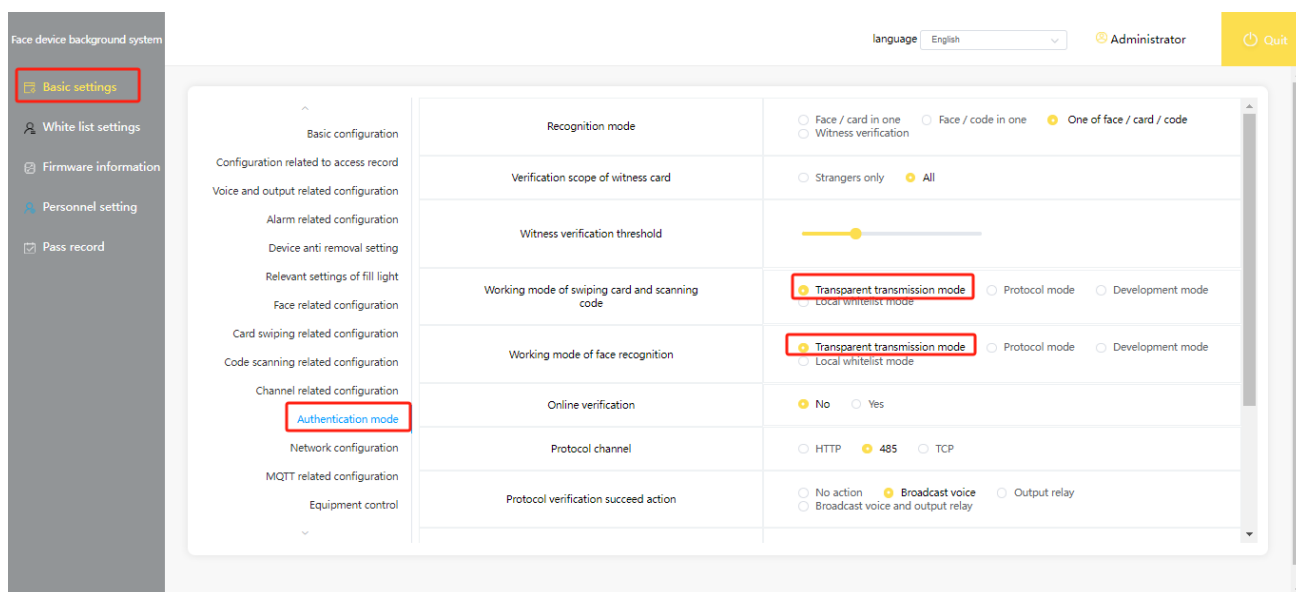 Face device background system
language English Administrator Quit
Basic settings
White list settings
Firmware information
Personnel setting
Pass record
Basic configuration
Configuration related to access record
Voice and output related configuration
Alarm related configuration
Device anti removal setting
Relevant settings of fill light
Face related configuration
Card swiping related configuration
Code scanning related configuration
Channel related configuration
Authentication mode
Network configuration
MQTT related configuration
Equipment control
Recognition mode
Face / card in one Face / code in one One of face / card / code
Witness verification
Verification scope of witness card
Strangers only All
Witness verification threshold
Working mode of swiping card and scanning
code
Transparent transmission mode Protocol mode Development mode
Local whitelist mode
Working mode of face recognition
Transparent transmission mode Protocol mode Development mode
Local whitelist mode
Online verification
No Yes
Protocol channel
HTTP 485 TCP
Protocol verification succeed action
No action Broadcast voice Output relay
Broadcast voice and output relay